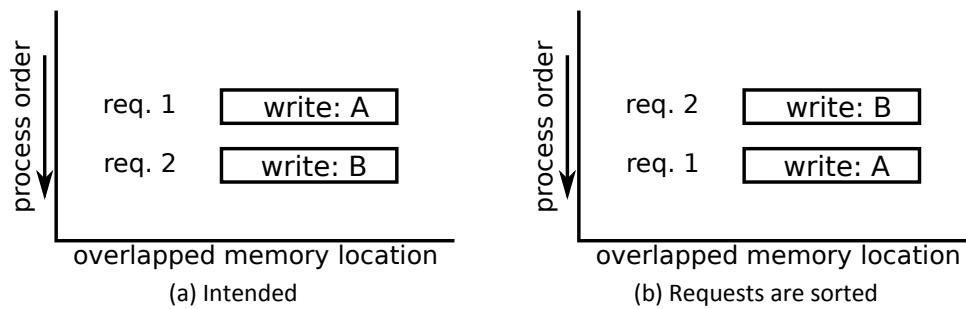 process order
req. 1
write: A
req. 2
write: B
overlapped memory location
(a) Intended
process order
req. 2
write: B
req. 1
write: A
overlapped memory location
(b) Requests are sorted